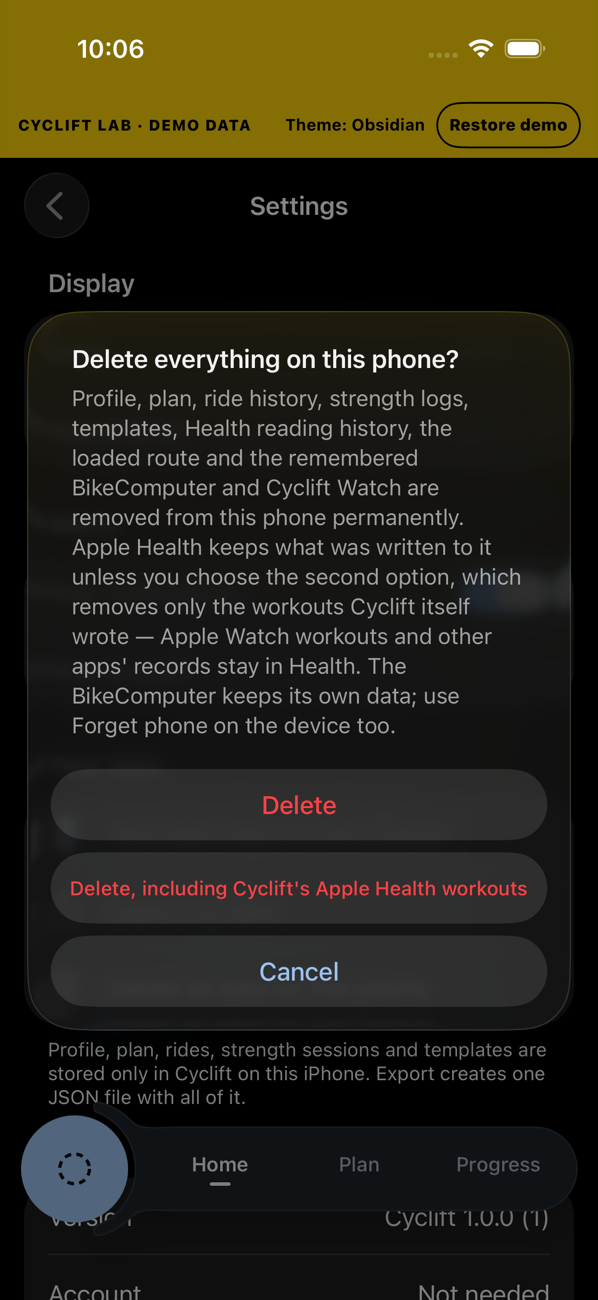 10:06
CYCLIFT LAB · DEMO DATA
Theme: Obsidian
Restore demo
Settings
Display
Delete everything on this phone?
Profile, plan, ride history, strength logs,
templates, Health reading history, the
loaded route and the remembered
BikeComputer and Cyclift Watch are
removed from this phone permanently.
Apple Health keeps what was written to it
unless you choose the second option, which
removes only the workouts Cyclift itself
wrote — Apple Watch workouts and other
apps' records stay in Health. The
BikeComputer keeps its own data; use
Forget phone on the device too.
Delete
Delete, including Cyclift's Apple Health workouts
Cancel
Profile, plan, rides, strength sessions and templates are
stored only in Cyclift on this iPhone. Export creates one
JSON file with all of it.
Home
Plan
Progress
Version
Cyclift 1.0.0 (1)
Account
Not needed